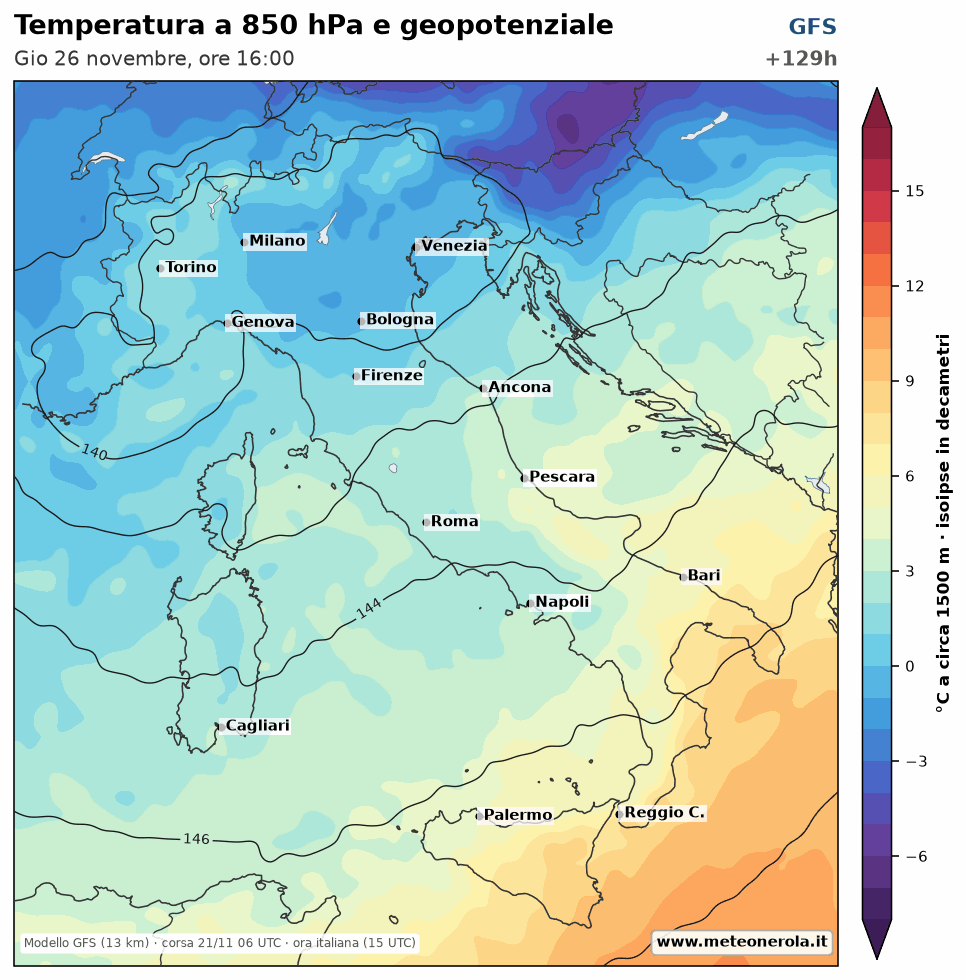 Temperatura a 850 hPa e geopotenziale
GFS
Gio 26 novembre, ore 16:00
+129h
Milano
Venezia
Torino
Genova
Bologna
Firenze
Ancona
140
Pescara
Roma
Bari
Napoli
144
Cagliari
Palermo
Reggio C.
146
15
12
9
6
3
0
−3
−6
°C a circa 1500 m · isoipse in decametri
Modello GFS (13 km) · corsa 21/11 06 UTC · ora italiana (15 UTC)
www.meteonerola.it